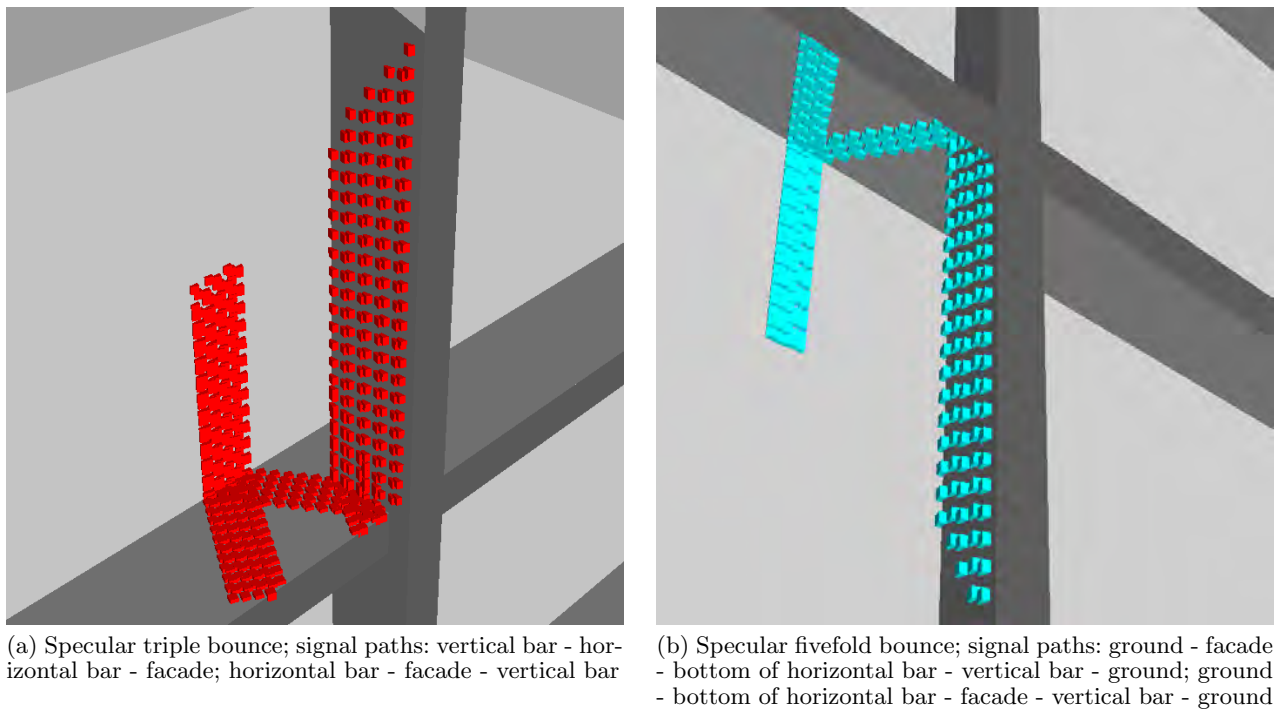 (a) Specular triple bounce; signal paths: vertical bar - hor-
izontal bar - facade; horizontal bar - facade - vertical bar
(b) Specular fivefold bounce; signal paths: ground - facade
- bottom of horizontal bar - vertical bar - ground; ground
- bottom of horizontal bar - facade - vertical bar - ground